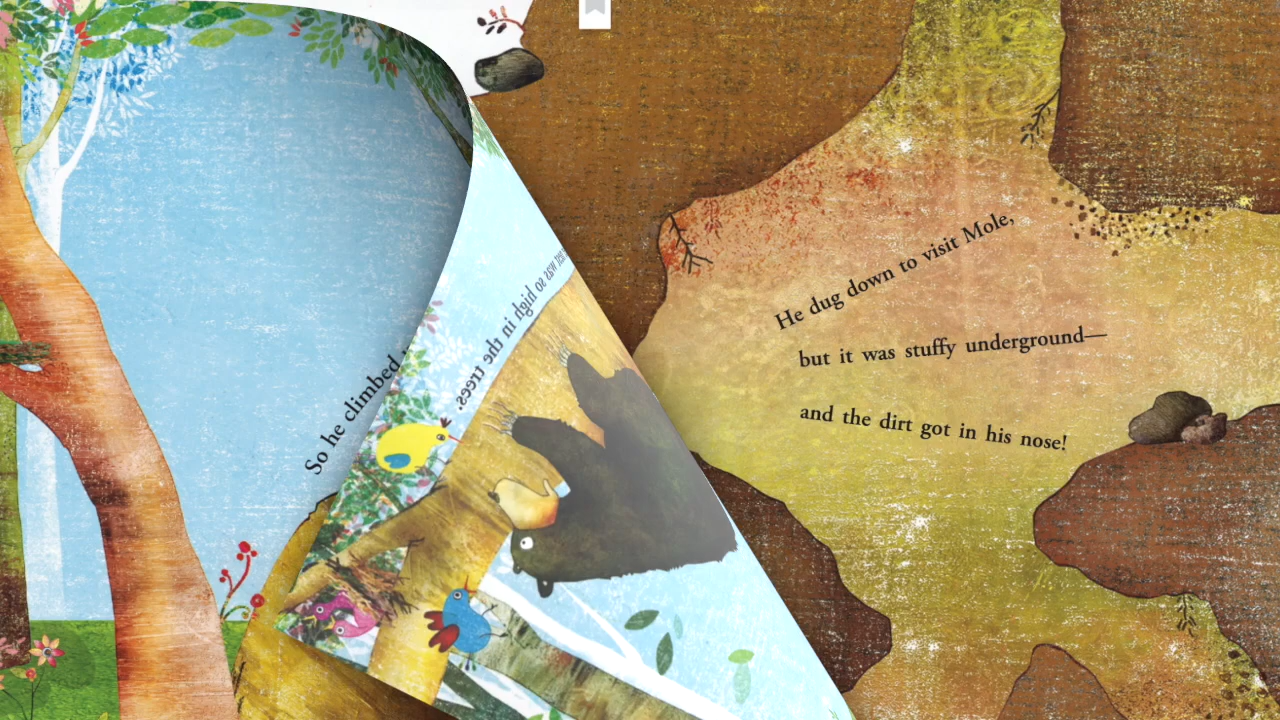 So he climbed
was so high in the trees.
He dug down to visit Mole,
but it was stuffy underground—
and the dirt got in his nose!